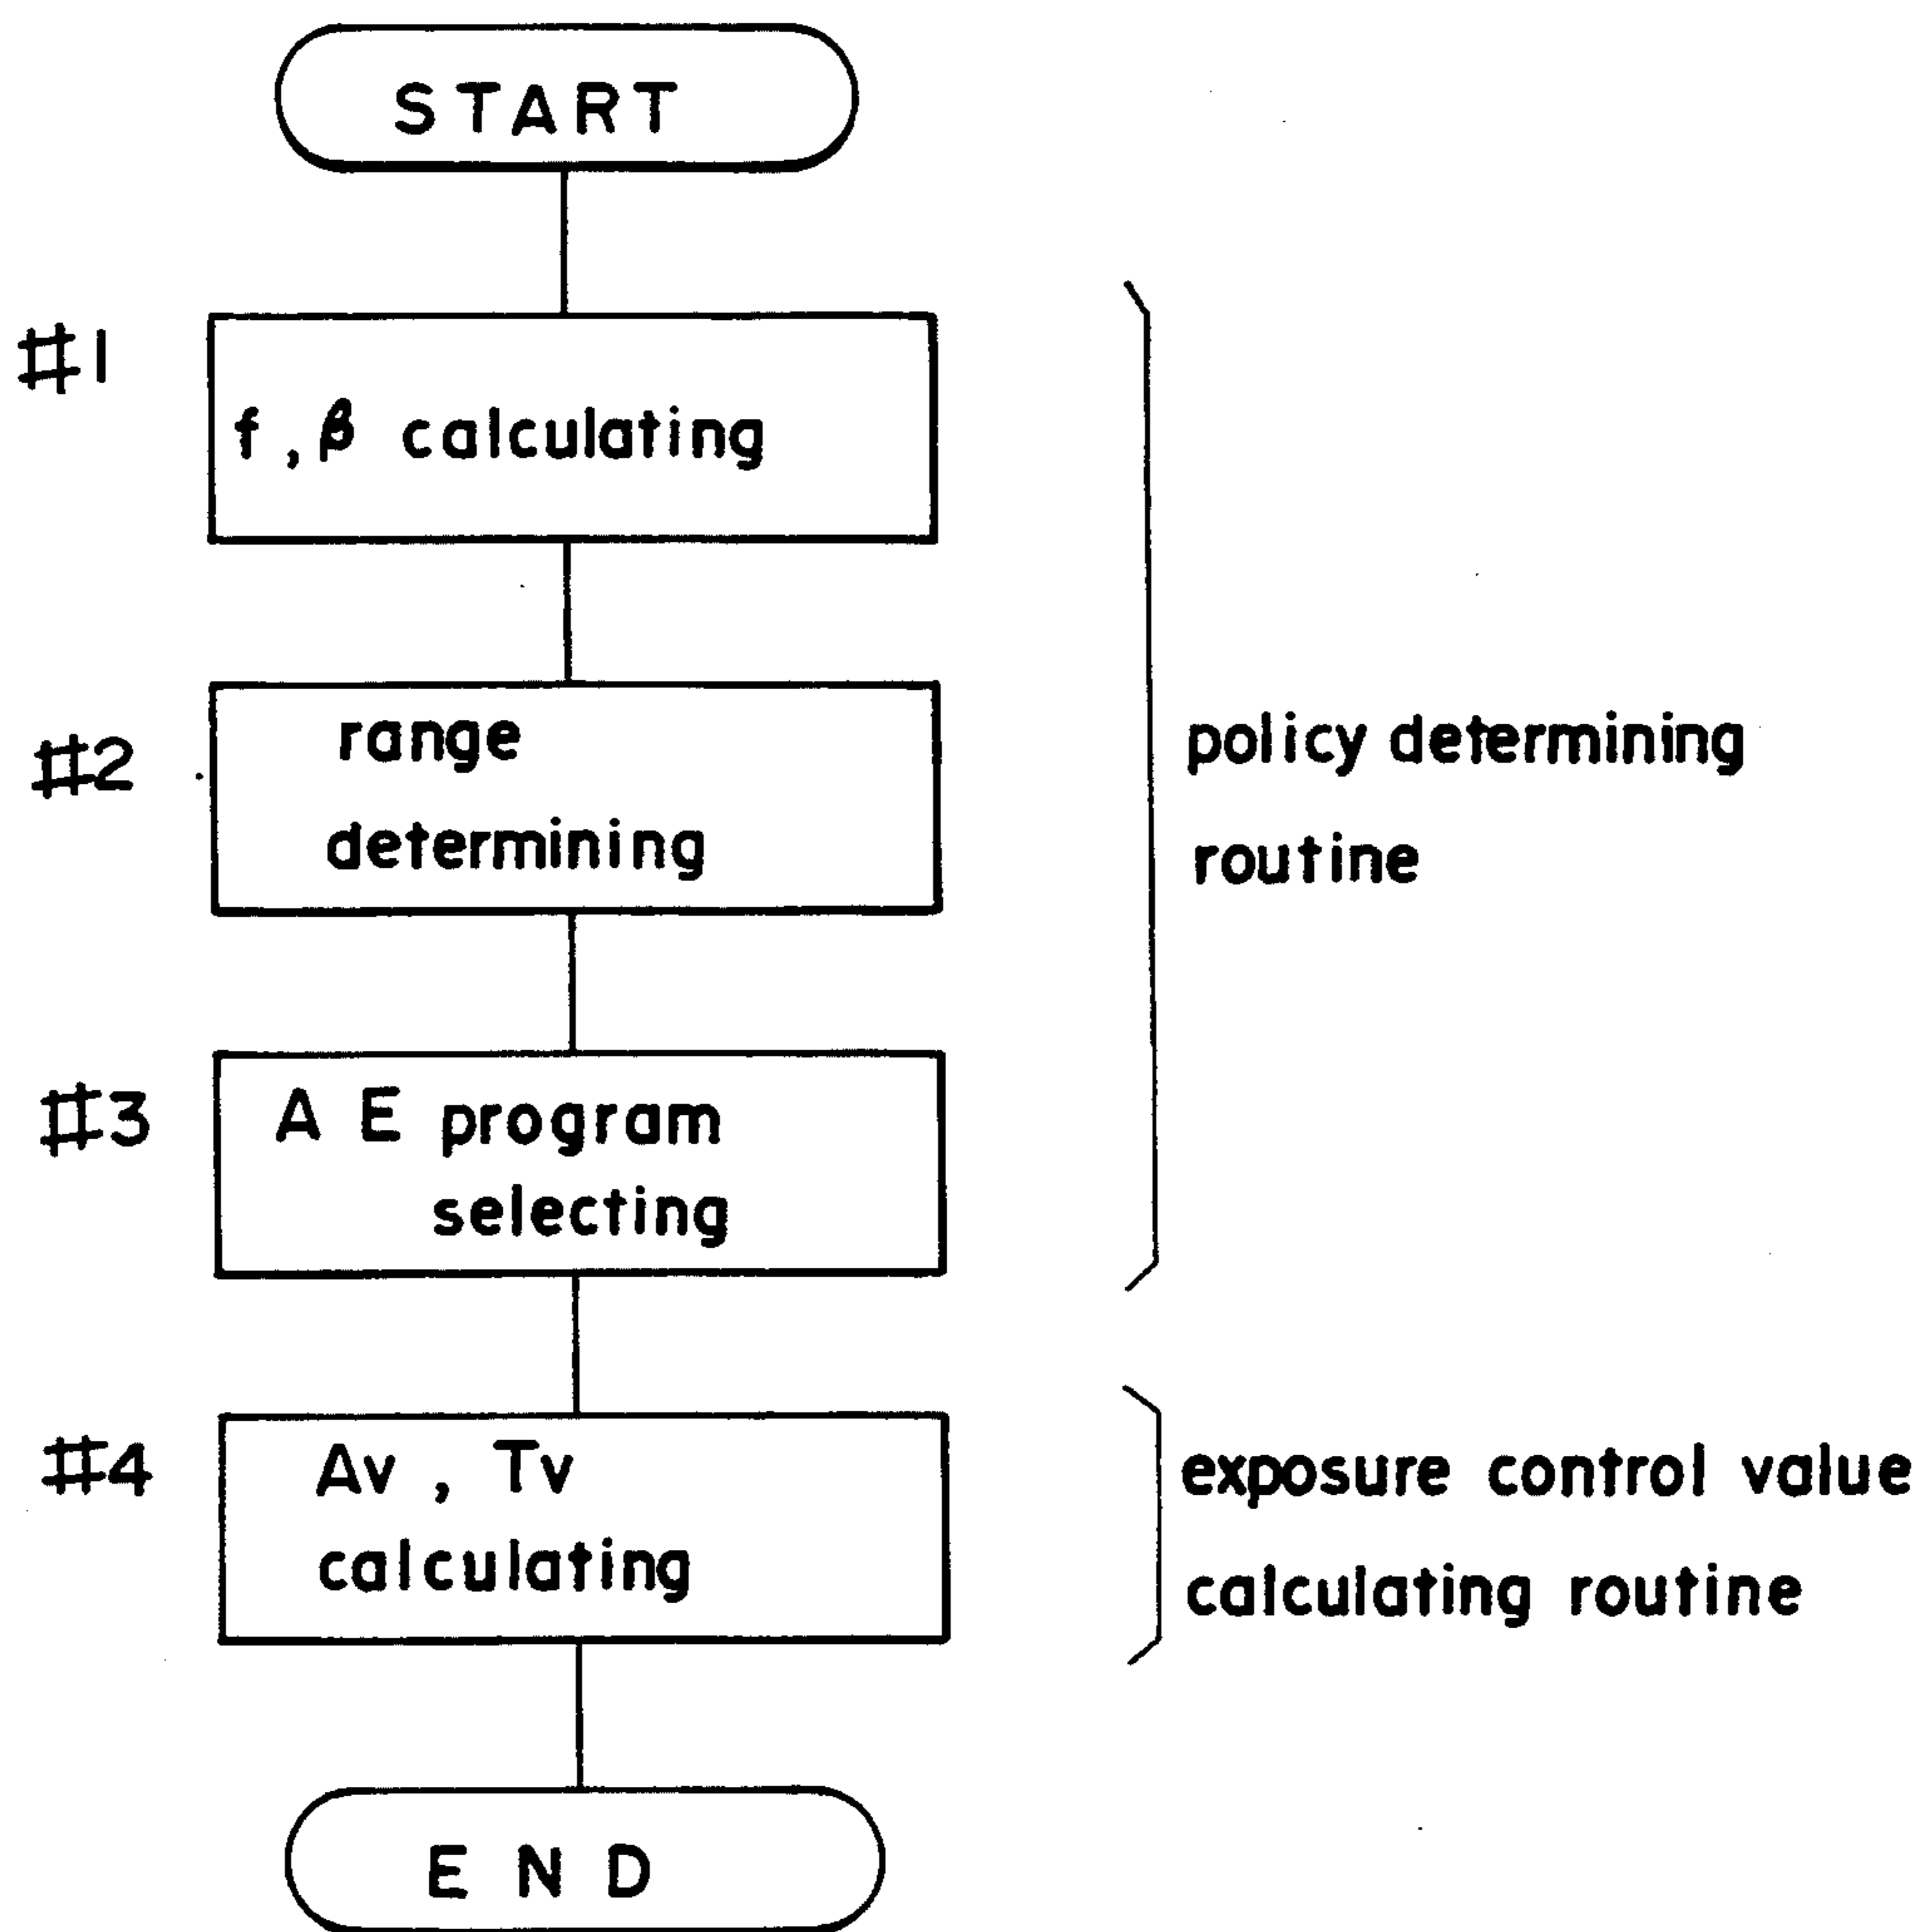 START
#1
f, β calculating
#2
range
determining
policy determining
routine
#3
A E program
selecting
#4
Av, Tv
calculating
exposure control value
calculating routine
END